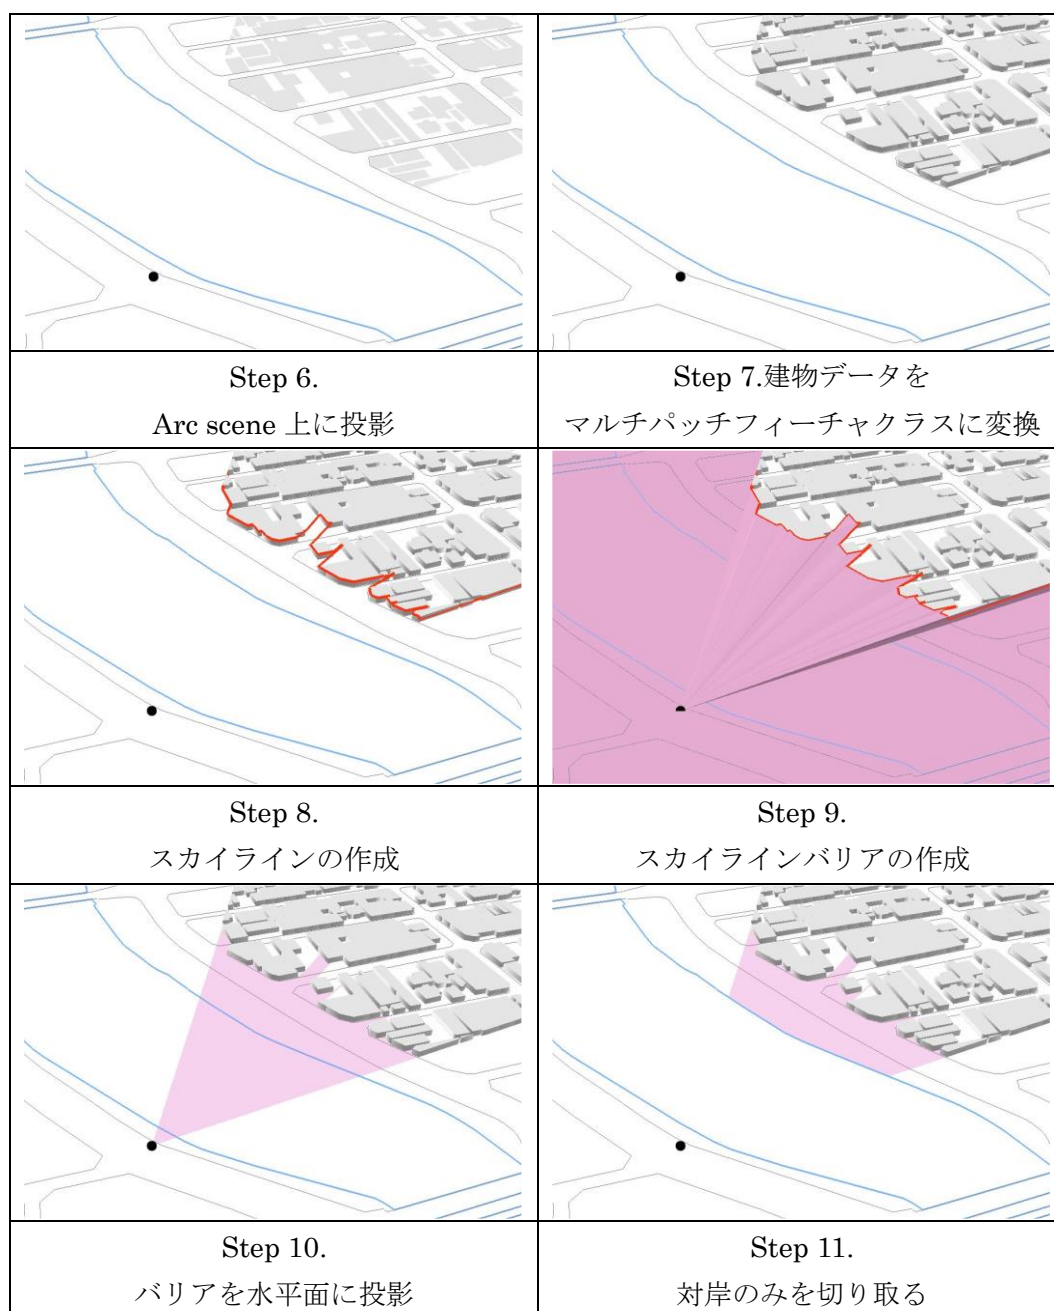 Step 6.
Arc scene 上に投影
Step 7.建物データを
マルチパッチフィーチャクラスに変換
Step 8.
スカイラインの作成
Step 9.
スカイラインバリアの作成
Step 10.
バリアを水平面に投影
Step 11.
対岸のみを切り取る